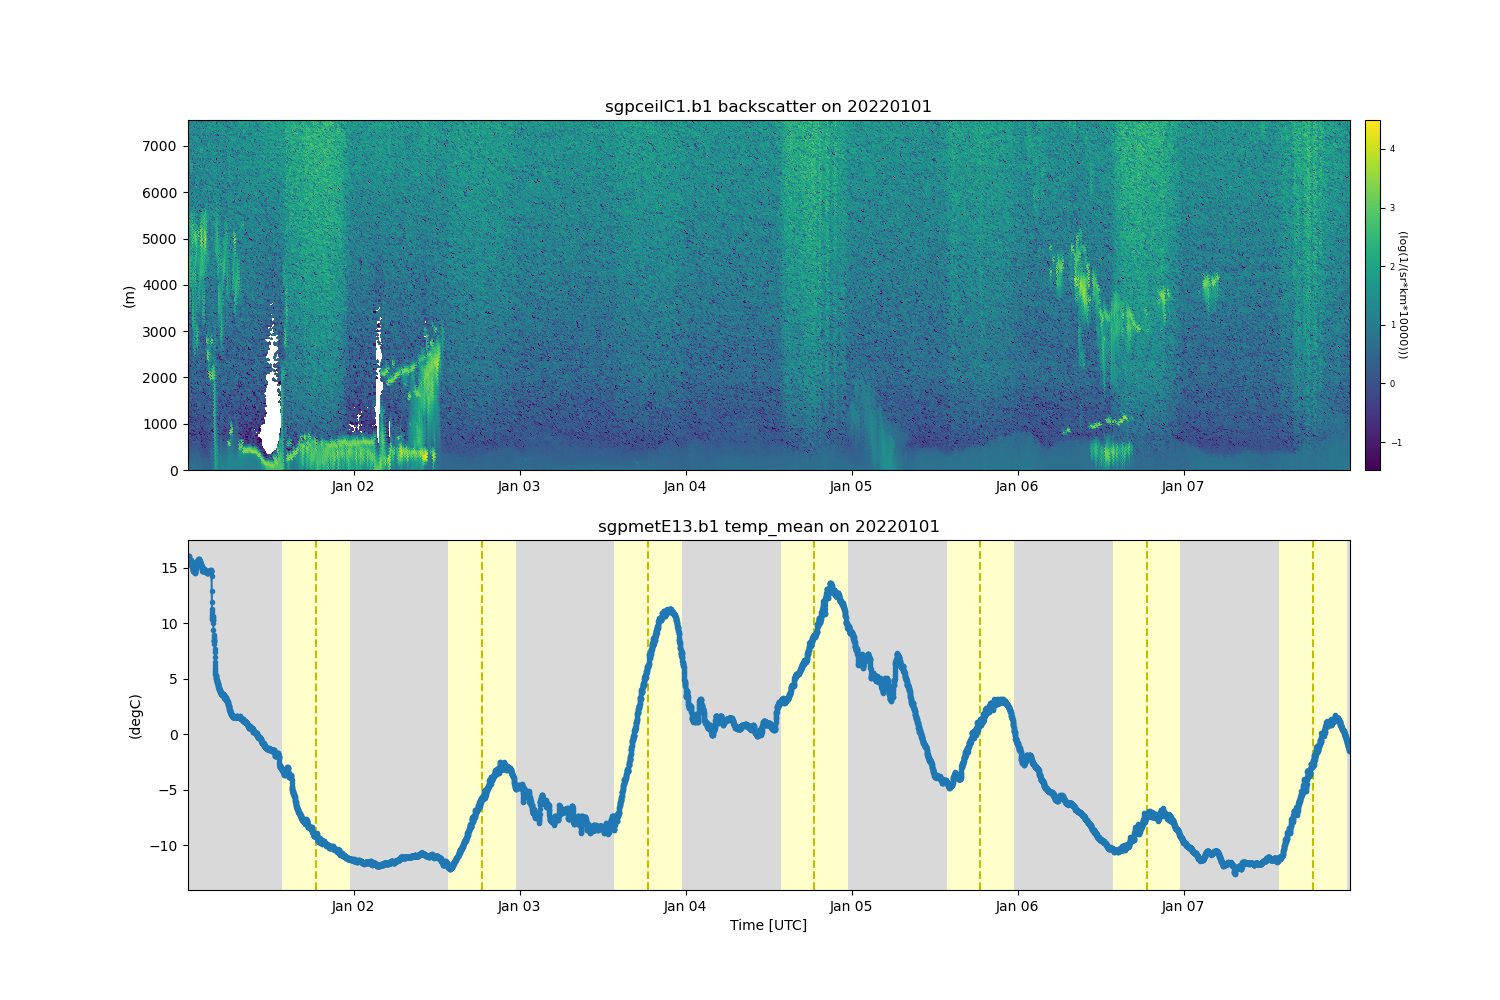 sgpceilC1.b1 backscatter on 20220101
7000
6000
5000
4000
3000
2000
1000
0
(m)
Jan 02 Jan 03 Jan 04 Jan 05 Jan 06 Jan 07
4
3
2
1
0
−1
(log(1/(sr*km*10000)))
sgpmetE13.b1 temp_mean on 20220101
15
10
5
0
−5
−10
(degC)
Jan 02 Jan 03 Jan 04 Jan 05 Jan 06 Jan 07
Time [UTC]